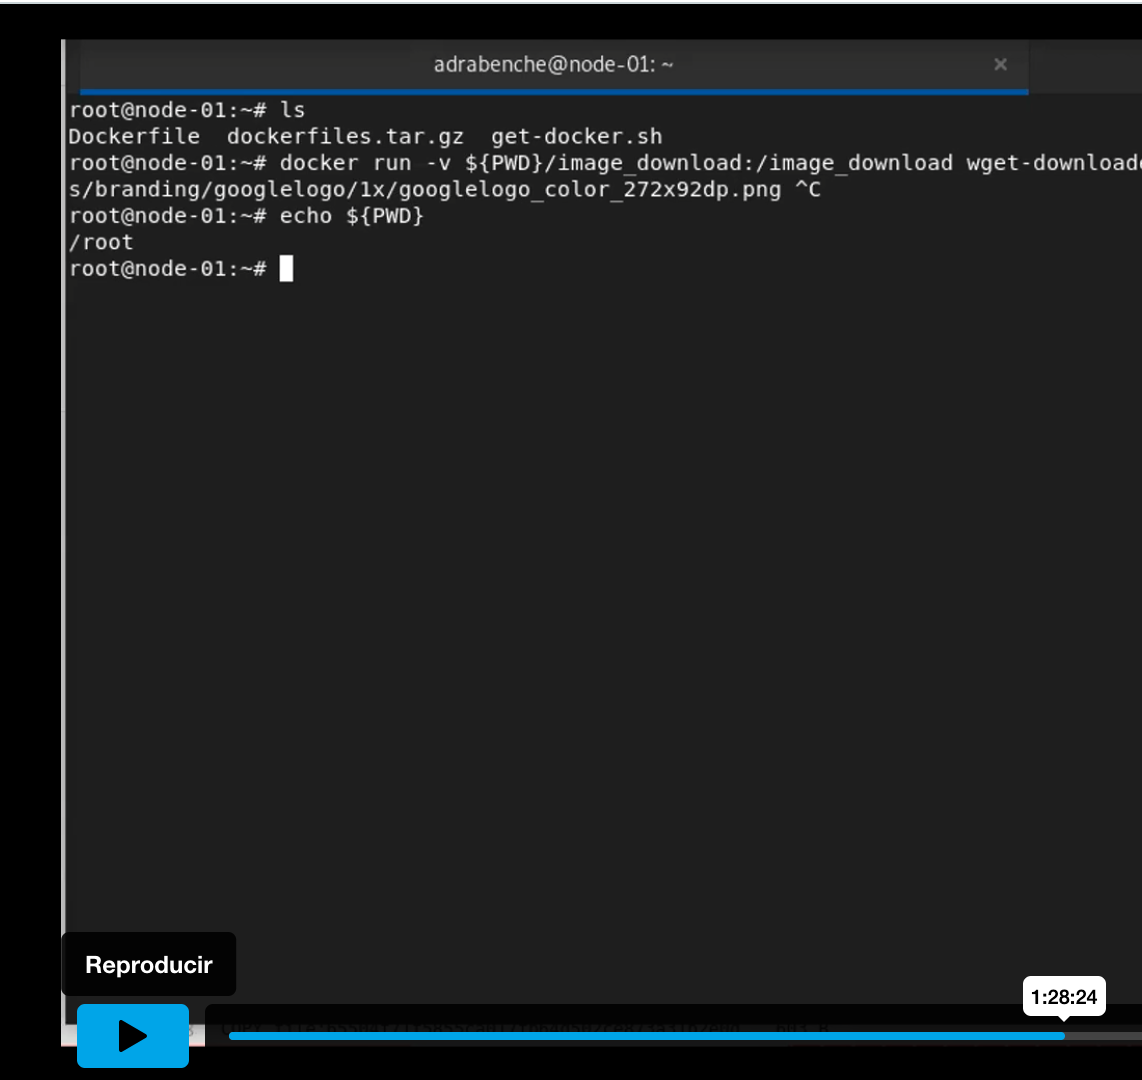 adrabenche@node-01: ~ ×
root@node-01:~# ls
Dockerfile  dockerfiles.tar.gz  get-docker.sh
root@node-01:~# docker run -v ${PWD}/image_download:/image_download wget-downloade
s/branding/googlelogo/1x/googlelogo_color_272x92dp.png ^C
root@node-01:~# echo ${PWD}
/root
root@node-01:~#
Reproducir
1:28:24